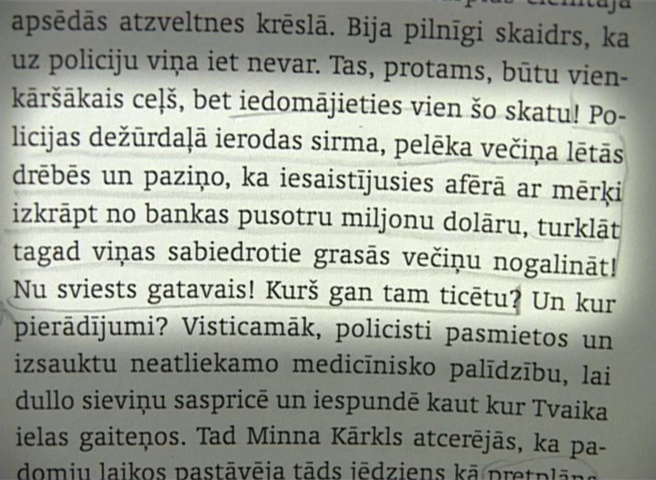 apsēdās atzveltnes krēslā. Bija pilnīgi skaidrs, ka
uz policiju viņa iet nevar. Tas, protams, būtu vien-
kāršākais ceļš, bet iedomājieties vien šo skatu! Po-
licijas dežūrdaļā ierodas sirma, pelēka večiņa lētās
drēbēs un paziņo, ka iesaistījusies afērā ar mērķi
izkrāpt no bankas pusotru miljonu dolāru, turklāt
tagad viņas sabiedrotie grasās večiņu nogalināt!
Nu sviests gatavais! Kurš gan tam ticētu? Un kur
pierādījumi? Visticamāk, policisti pasmietos un
izsauktu neatliekamo medicīnisko palīdzību, lai
dullo sieviņu saspricē un iespundē kaut kur Tvaika
ielas gaiteņos. Tad Minna Kārkls atcerējās, ka pa-
domju laikos pastāvēja tāds jēdziens kā